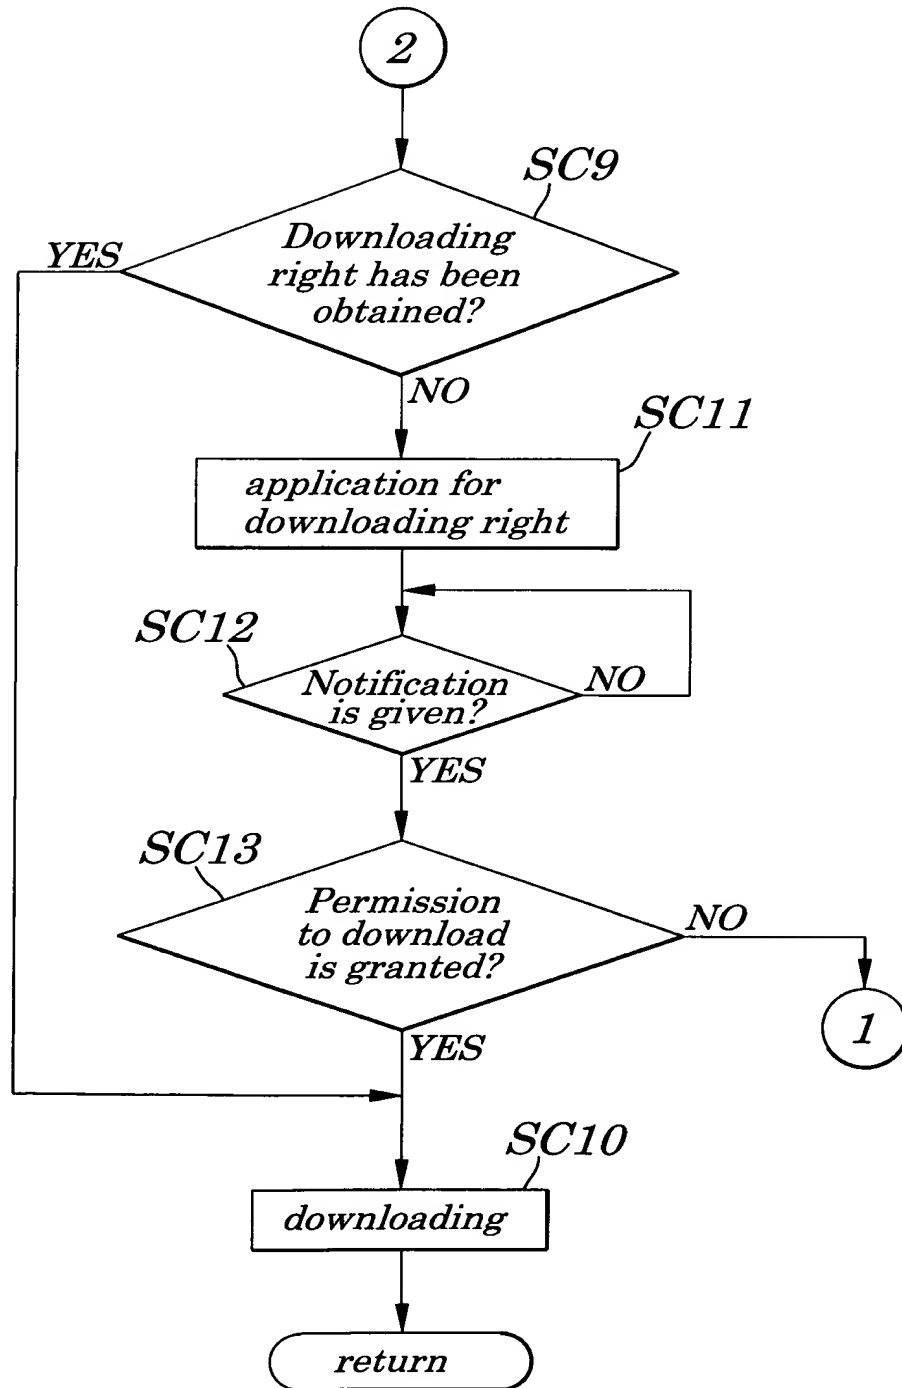 2
SC9
Downloading
right has been
obtained?
YES
NO
SC11
application for
downloading right
SC12
Notification
is given?
NO
YES
SC13
Permission
to download
is granted?
NO
1
YES
SC10
downloading
return